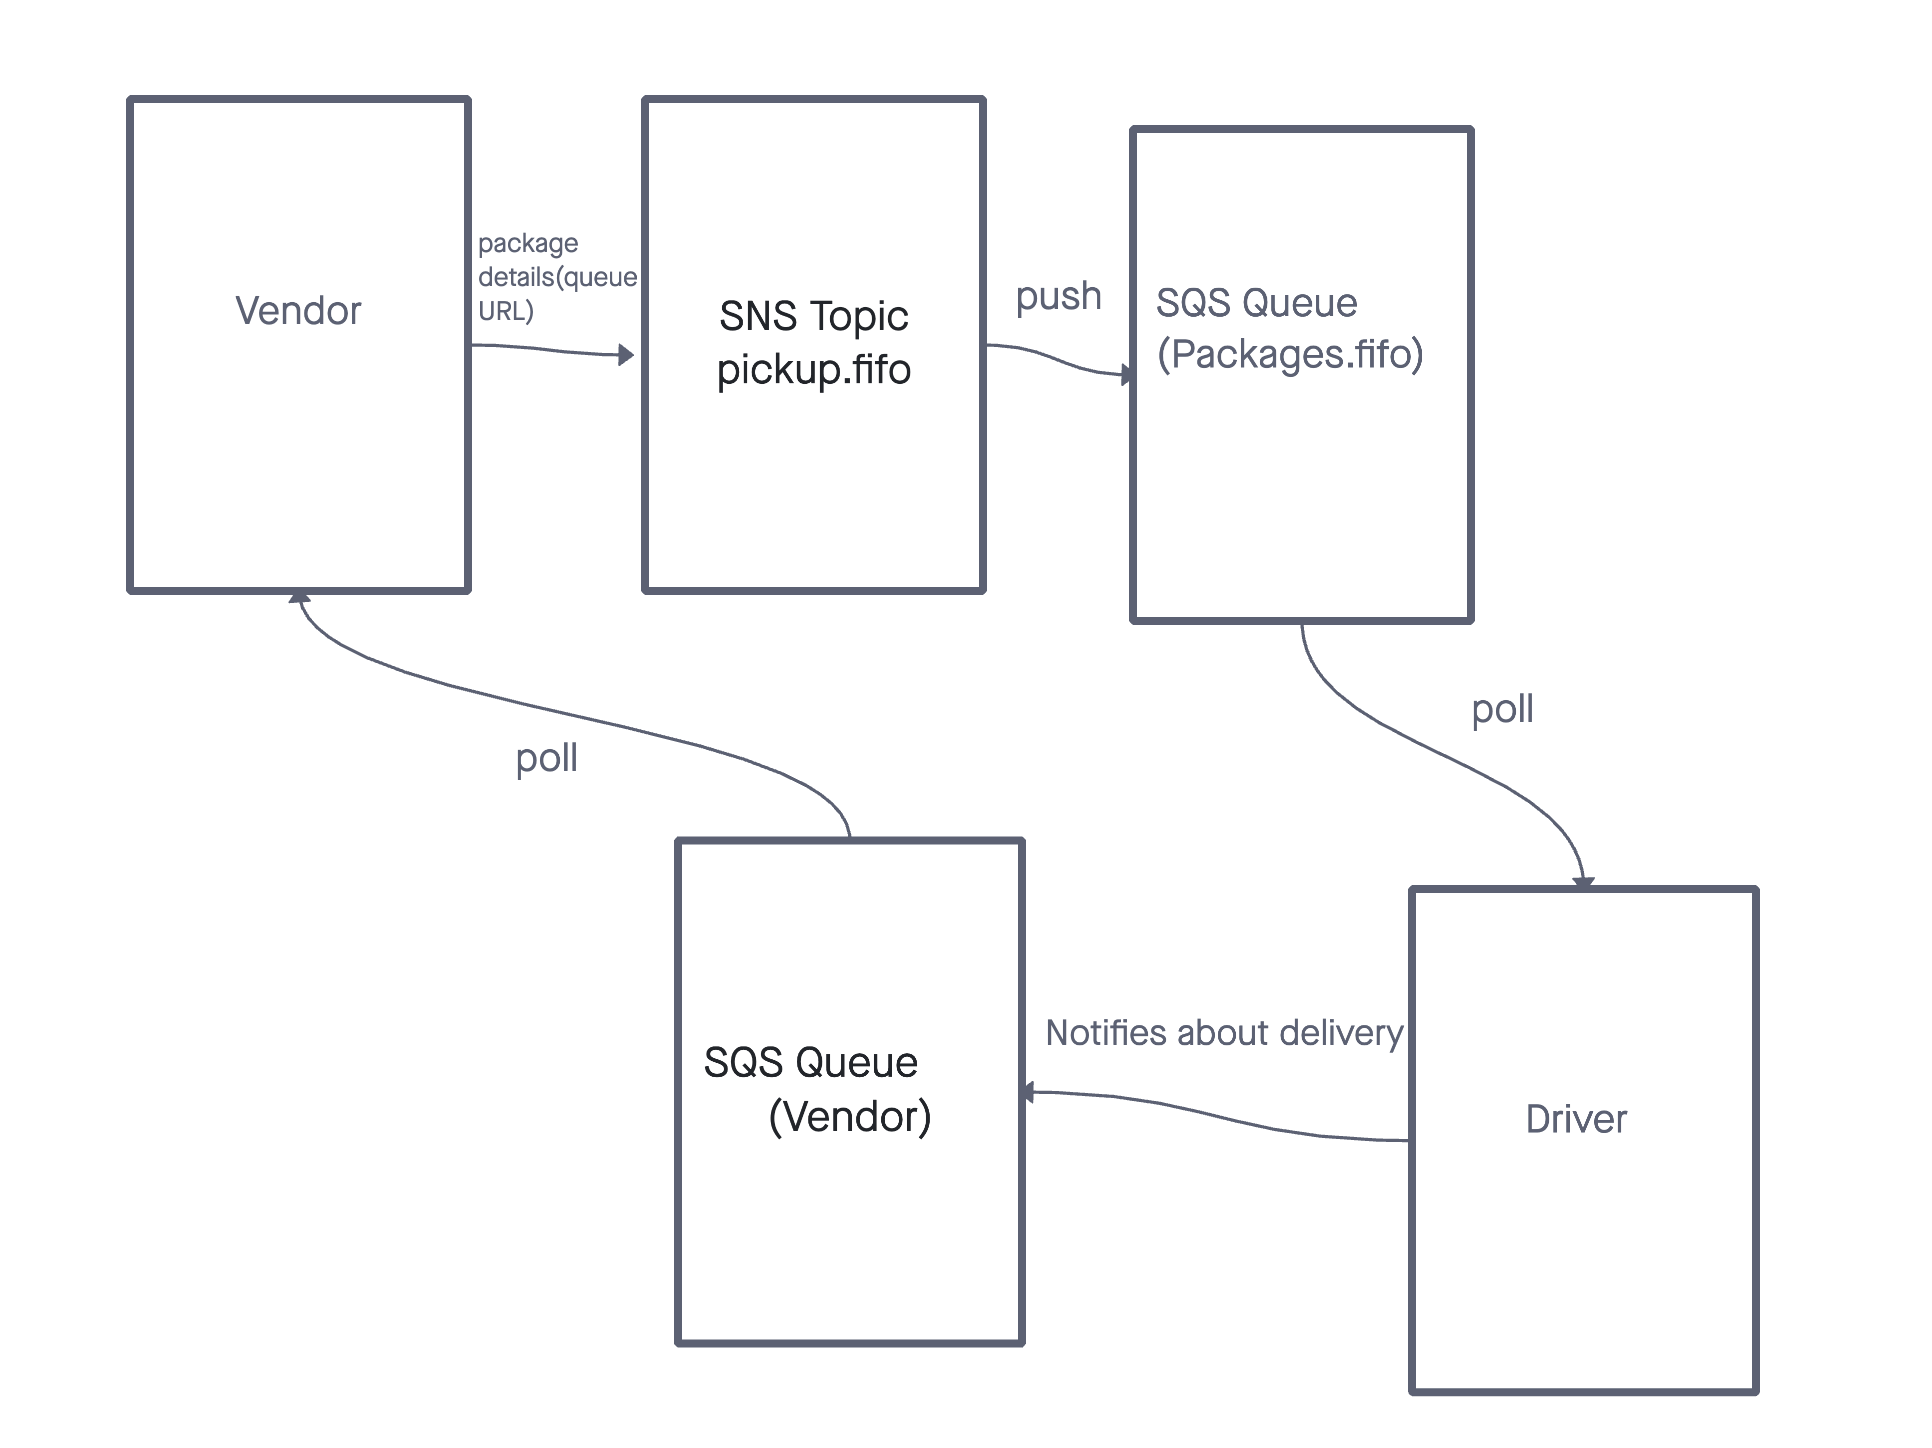 Vendor
package
details(queue
URL)
SNS Topic
pickup.fifo
push
SQS Queue
(Packages.fifo)
poll
poll
SQS Queue
(Vendor)
Notifies about delivery
Driver